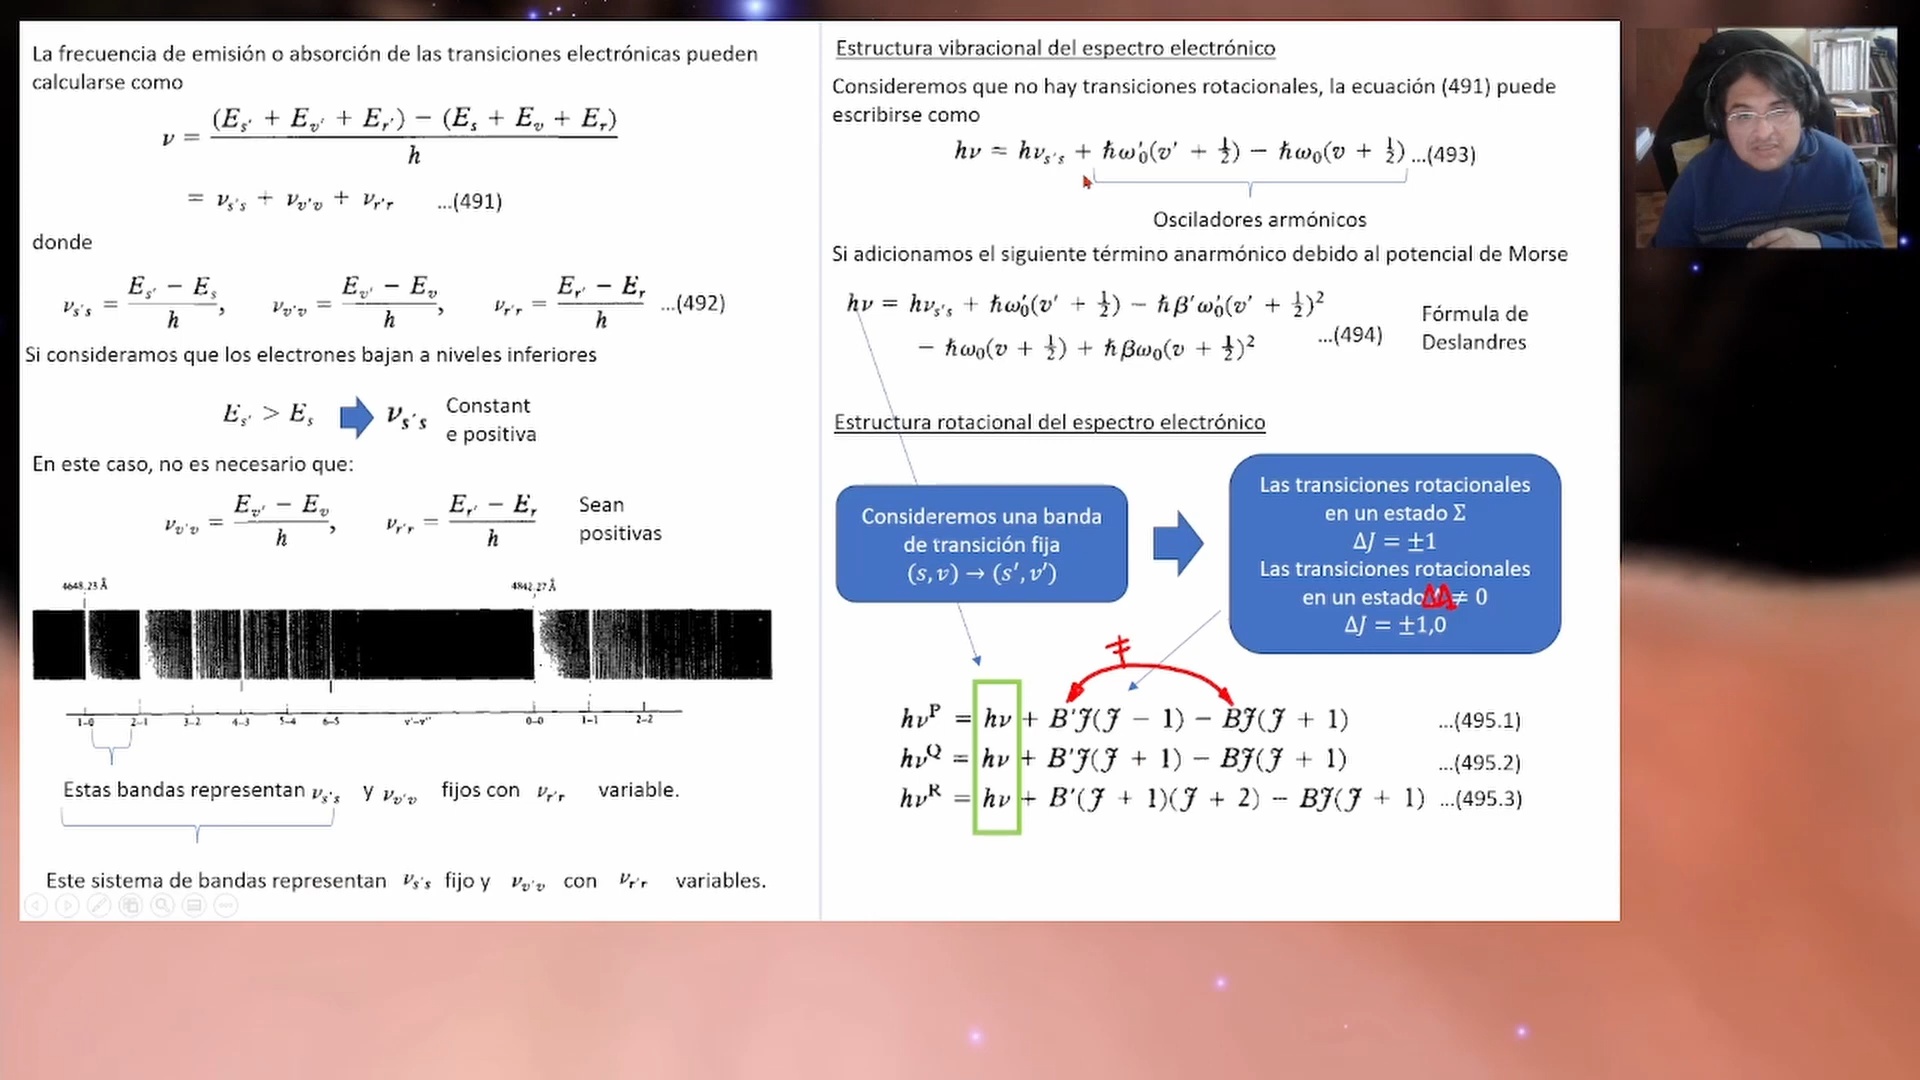 La frecuencia de emisión o absorción de las transiciones electrónicas pueden
calcularse como
ν = (E_s′ + E_v′ + E_r′) − (E_s + E_v + E_r) / h
= ν_s′s + ν_v′v + ν_r′r ...(491)
donde
ν_s′s = E_s′ − E_s / h, ν_v′v = E_v′ − E_v / h, ν_r′r = E_r′ − E_r / h ...(492)
Si consideramos que los electrones bajan a niveles inferiores
E_s′ > E_s ν_s′s Constant
e positiva
En este caso, no es necesario que:
ν_v′v = E_v′ − E_v / h, ν_r′r = E_r′ − E_r / h Sean
positivas
4648.23 Å 4842.27 Å
1–0 2–1 3–2 4–3 5–4 6–5 v′–v″ 0–0 1–1 2–2
Estas bandas representan ν_s′s y ν_v′v fijos con ν_r′r variable.
Este sistema de bandas representan ν_s′s fijo y ν_v′v con ν_r′r variables.
Estructura vibracional del espectro electrónico
Consideremos que no hay transiciones rotacionales, la ecuación (491) puede
escribirse como
hν = hν_s′s + ħω₀′(v′ + ½) − ħω₀(v + ½) ...(493)
Osciladores armónicos
Si adicionamos el siguiente término anarmónico debido al potencial de Morse
hν = hν_s′s + ħω₀′(v′ + ½) − ħβ′ω₀′(v′ + ½)²
− ħω₀(v + ½) + ħβω₀(v + ½)² ...(494)
Fórmula de
Deslandres
Estructura rotacional del espectro electrónico
Consideremos una banda
de transición fija
(s, v) → (s′, v′)
Las transiciones rotacionales
en un estado Σ
ΔJ = ±1
Las transiciones rotacionales
en un estado ≠ 0
ΔJ = ±1,0
≠
hν^P = hν + B′J(J − 1) − BJ(J + 1) ...(495.1)
hν^Q = hν + B′J(J + 1) − BJ(J + 1) ...(495.2)
hν^R = hν + B′(J + 1)(J + 2) − BJ(J + 1) ...(495.3)